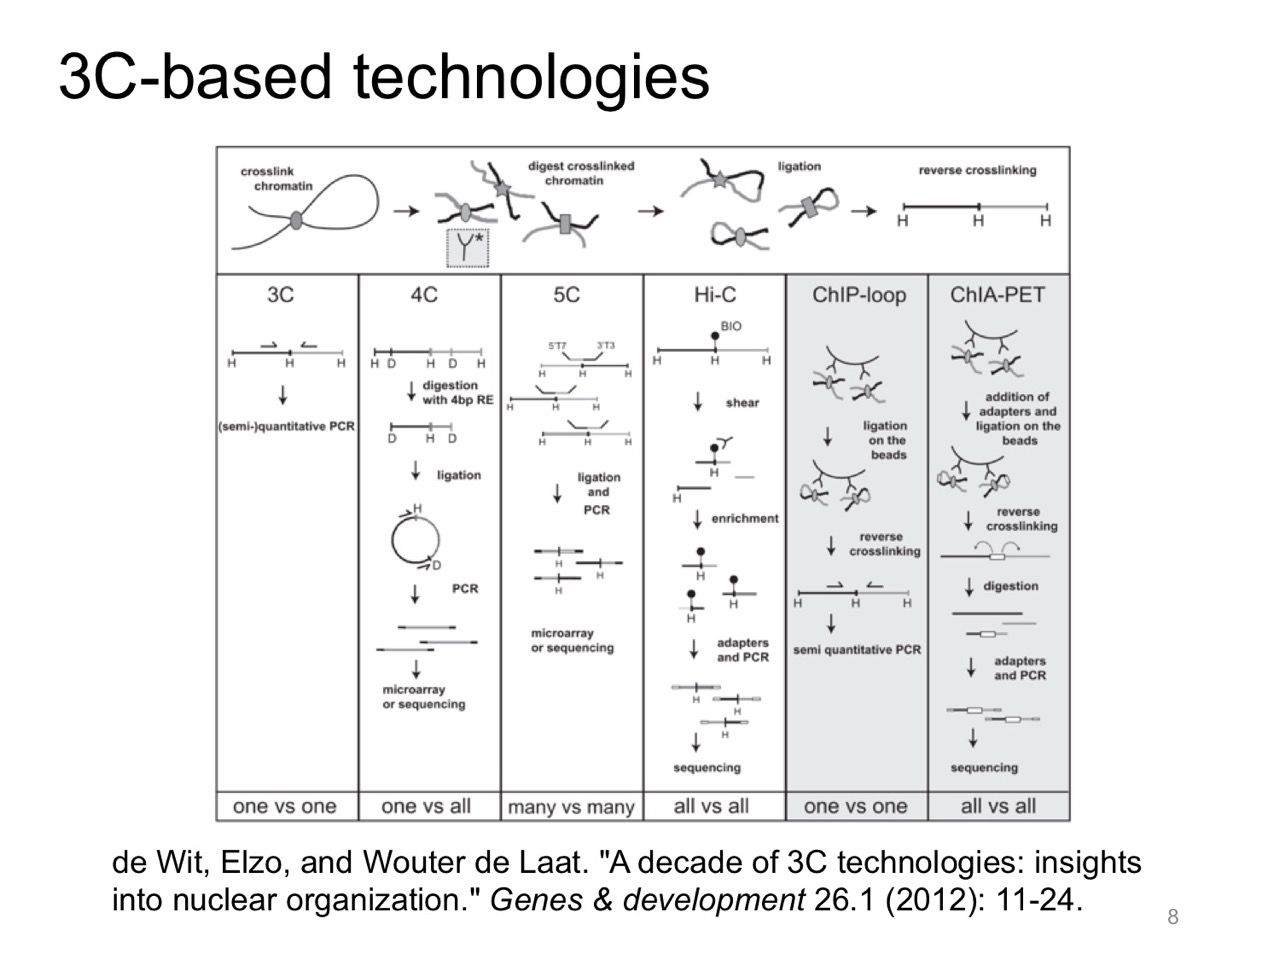 3C-based technologies
crosslink
chromatin
digest crosslinked
chromatin
ligation
reverse crosslinking
Y*
H H H
3C
H H H
(semi-)quantitative PCR
one vs one
4C
H D H D H
digestion
with 4bp RE
D H D
ligation
H
D
PCR
microarray
or sequencing
one vs all
5C
5'T7 3'T3
H H H
H H H
H H H
ligation
and
PCR
H
H
H
microarray
or sequencing
many vs many
Hi-C
BIO
H H H
shear
H
H
enrichment
H
H
H
adapters
and PCR
H
H
H
sequencing
all vs all
ChIP-loop
ligation
on the
beads
reverse
crosslinking
H H H
semi quantitative PCR
one vs one
ChIA-PET
addition of
adapters and
ligation on the
beads
reverse
crosslinking
digestion
adapters
and PCR
sequencing
all vs all
de Wit, Elzo, and Wouter de Laat. "A decade of 3C technologies: insights
into nuclear organization." Genes & development 26.1 (2012): 11-24.
8